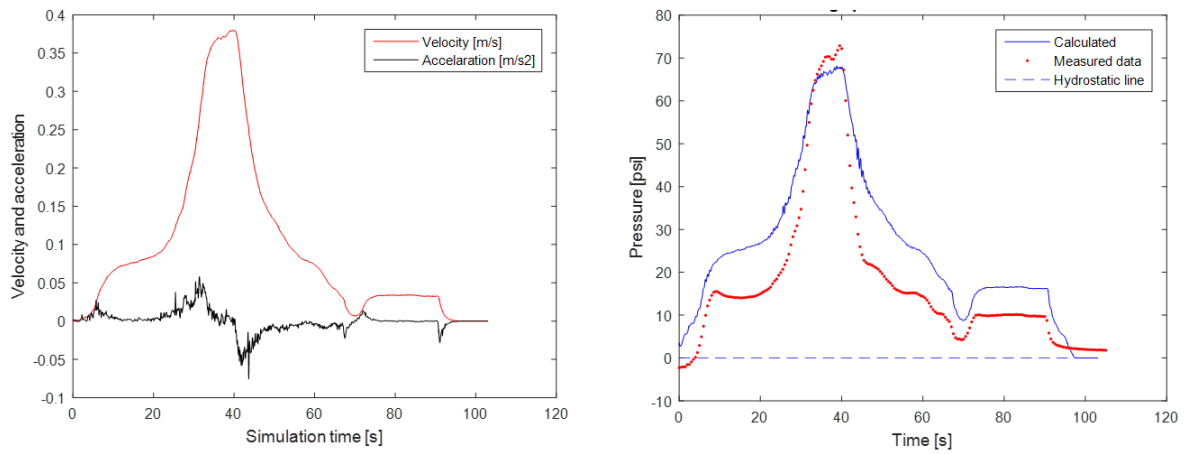 0.4
0.35
0.3
0.25
0.2
0.15
0.1
0.05
0
-0.05
-0.1
Velocity and acceleration
Velocity [m/s]
Accelaration [m/s2]
0 20 40 60 80 100 120
Simulation time [s]
80
70
60
50
40
30
20
10
0
-10
Pressure [psi]
Calculated
Measured data
Hydrostatic line
0 20 40 60 80 100 120
Time [s]